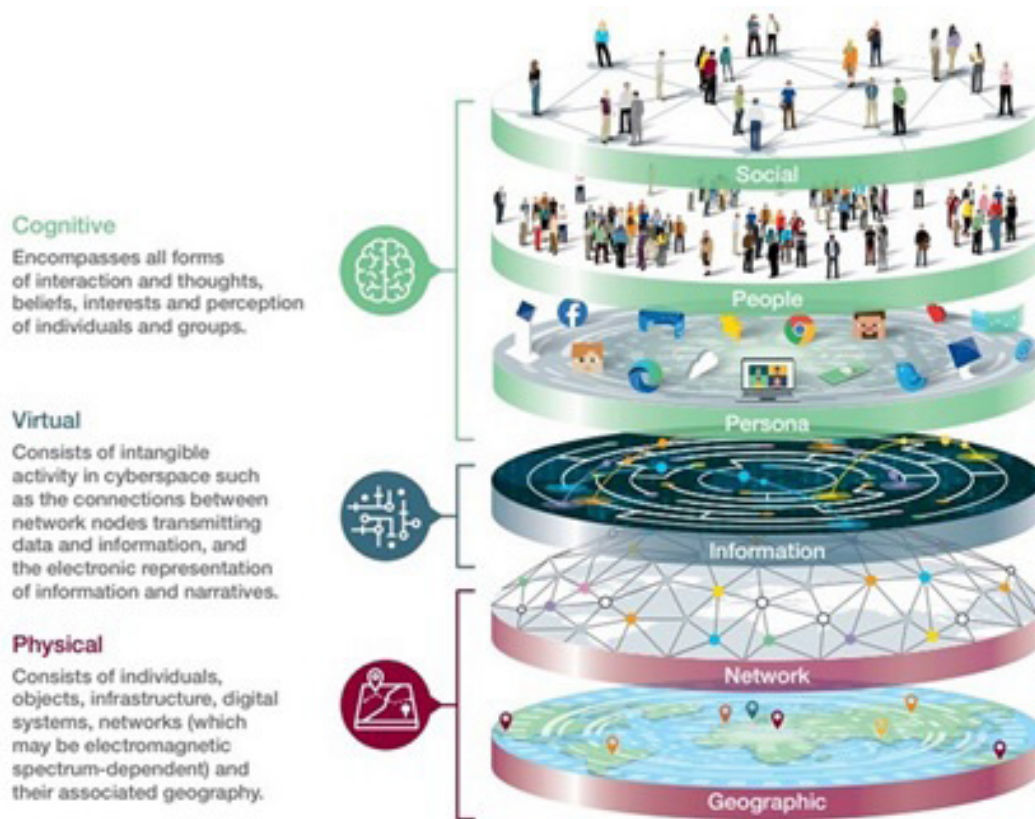 Social
Cognitive
Encompasses all forms
of interaction and thoughts,
beliefs, interests and perception
of individuals and groups.
People
Persona
Virtual
Consists of intangible
activity in cyberspace such
as the connections between
network nodes transmitting
data and information, and
the electronic representation
of information and narratives.
Information
Physical
Consists of individuals,
objects, infrastructure, digital
systems, networks (which
may be electromagnetic
spectrum-dependent) and
their associated geography.
Network
Geographic